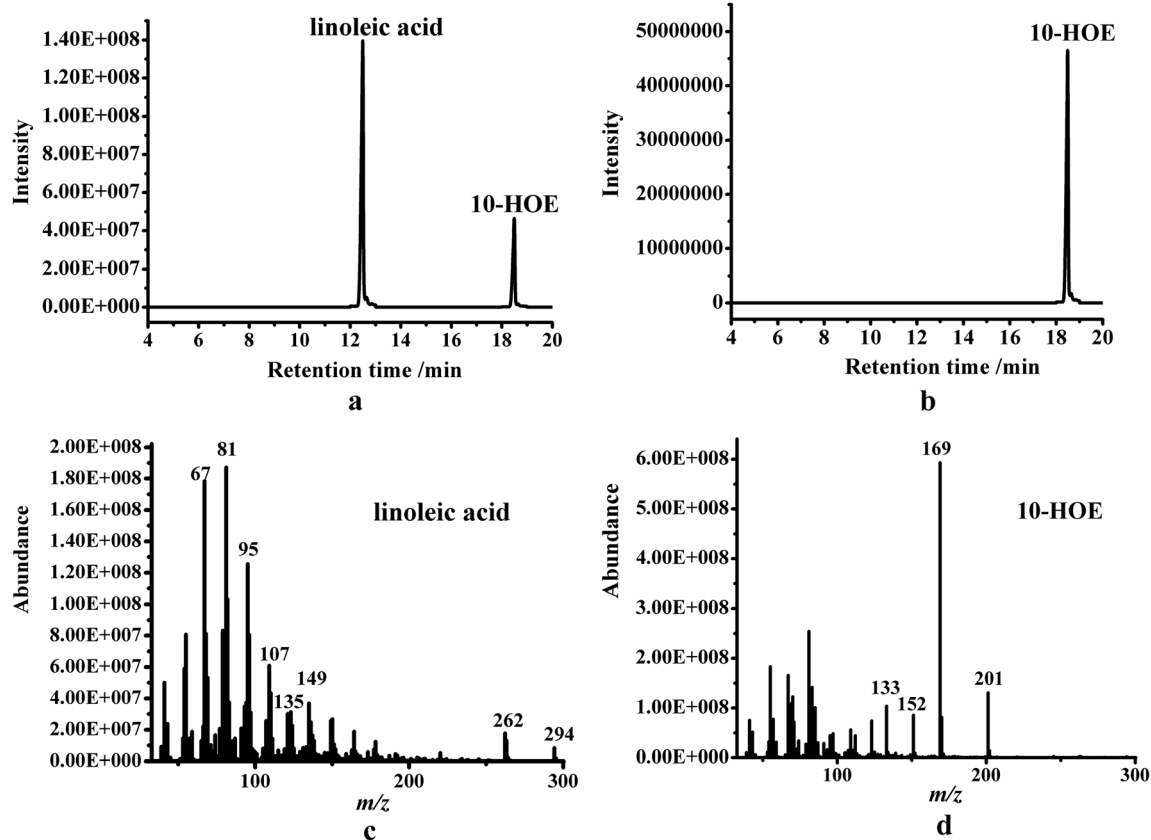 linoleic acid
10-HOE
1.40E+008
1.20E+008
1.00E+008
8.00E+007
6.00E+007
4.00E+007
2.00E+007
0.00E+000
Intensity
4 6 8 10 12 14 16 18 20
Retention time /min
a
10-HOE
50000000
40000000
30000000
20000000
10000000
0
Intensity
4 6 8 10 12 14 16 18 20
Retention time /min
b
2.00E+008
1.80E+008
1.60E+008
1.40E+008
1.20E+008
1.00E+008
8.00E+007
6.00E+007
4.00E+007
2.00E+007
0.00E+000
Abundance
67
81
95
107
135
149
262
294
linoleic acid
100 200 300
m/z
c
6.00E+008
5.00E+008
4.00E+008
3.00E+008
2.00E+008
1.00E+008
0.00E+000
Abundance
133
152
169
201
10-HOE
100 200 300
m/z
d